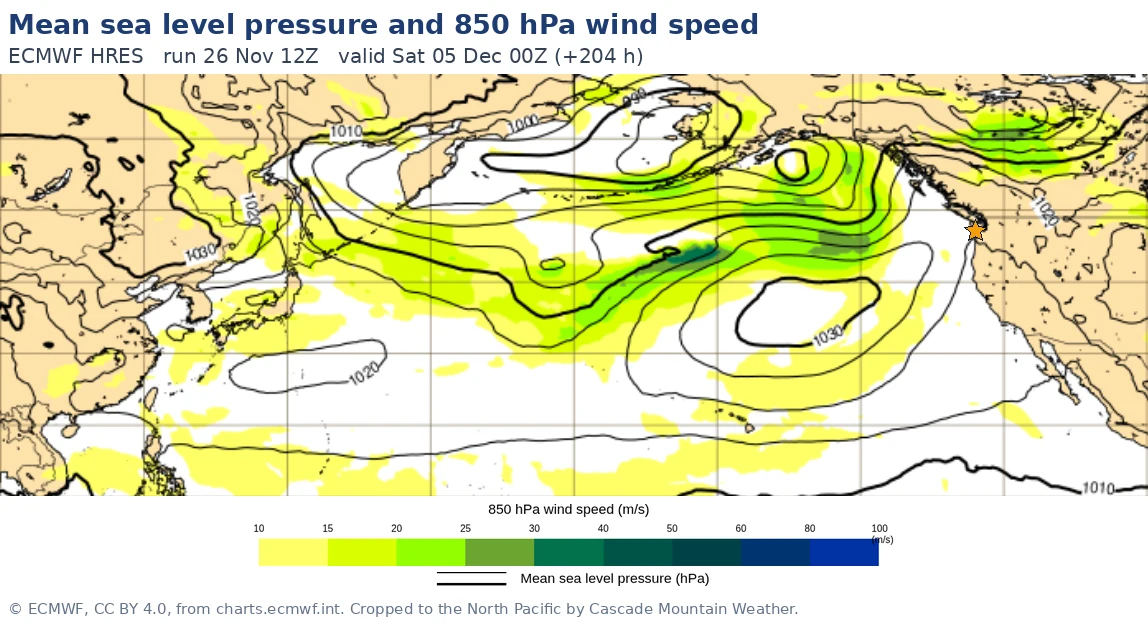 Mean sea level pressure and 850 hPa wind speed
ECMWF HRES run 26 Nov 12Z valid Sat 05 Dec 00Z (+204 h)
990
1010
1000
1020
1020
1030
1030
1020
1010
850 hPa wind speed (m/s)
10 15 20 25 30 40 50 60 80 100
(m/s)
Mean sea level pressure (hPa)
© ECMWF, CC BY 4.0, from charts.ecmwf.int. Cropped to the North Pacific by Cascade Mountain Weather.